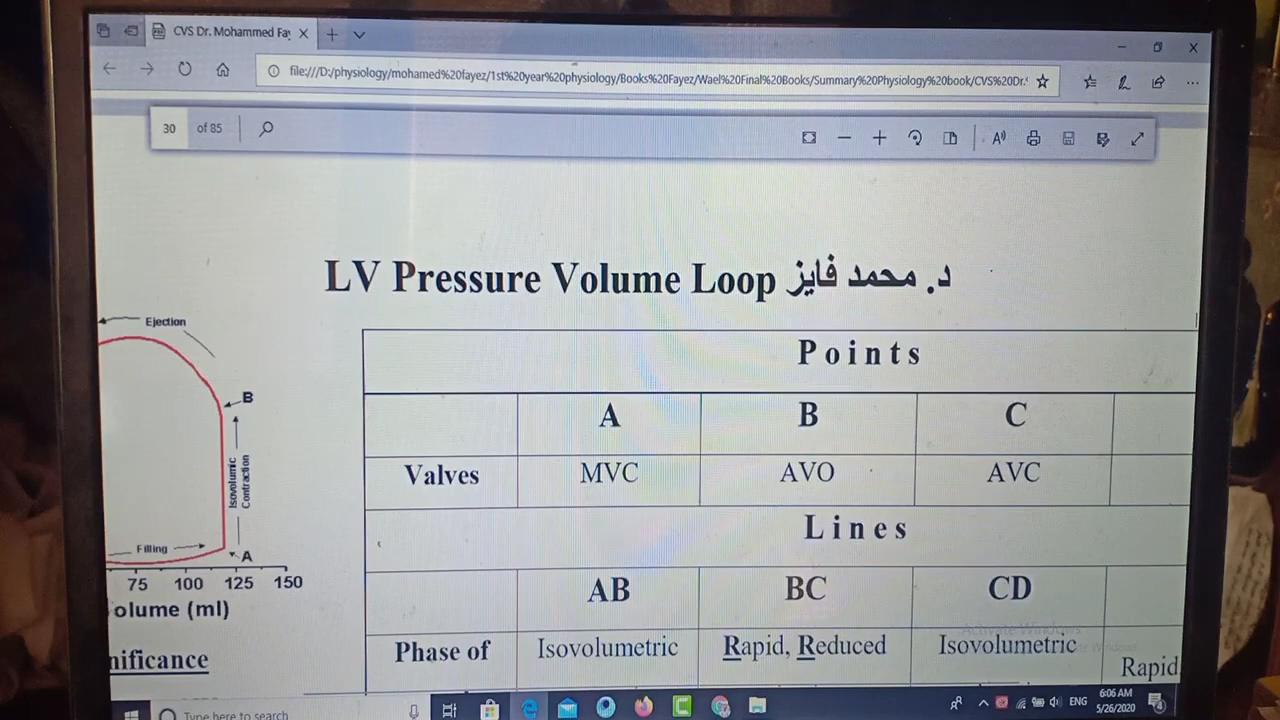 CVS Dr. Mohammed Fay
file:///D:/physiology/mohamed%20fayez/1st%20year%20physiology/Books%20Fayez/Wael%20Final%20Books/Summary%20Physiology%20book/CVS%20Dr.
30 of 85
LV Pressure Volume Loop د. محمد فايز
Ejection
B
Isovolumic
Contraction
Filling
A
75 100 125 150
olume (ml)
nificance
Points
A B C
Valves MVC AVO AVC
Lines
AB BC CD
Phase of Isovolumetric Rapid, Reduced Isovolumetric Rapid
Activate Windows
Type here to search
ENG
6:06 AM
5/26/2020